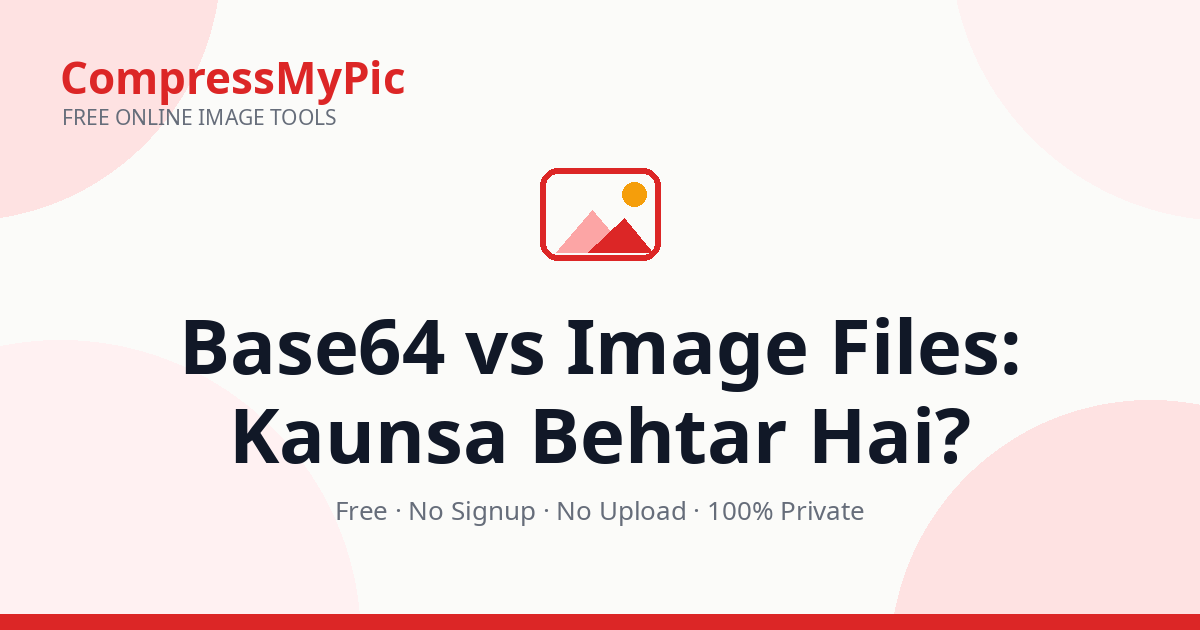 CompressMyPic
FREE ONLINE IMAGE TOOLS
Base64 vs Image Files:
Kaunsa Behtar Hai?
Free · No Signup · No Upload · 100% Private